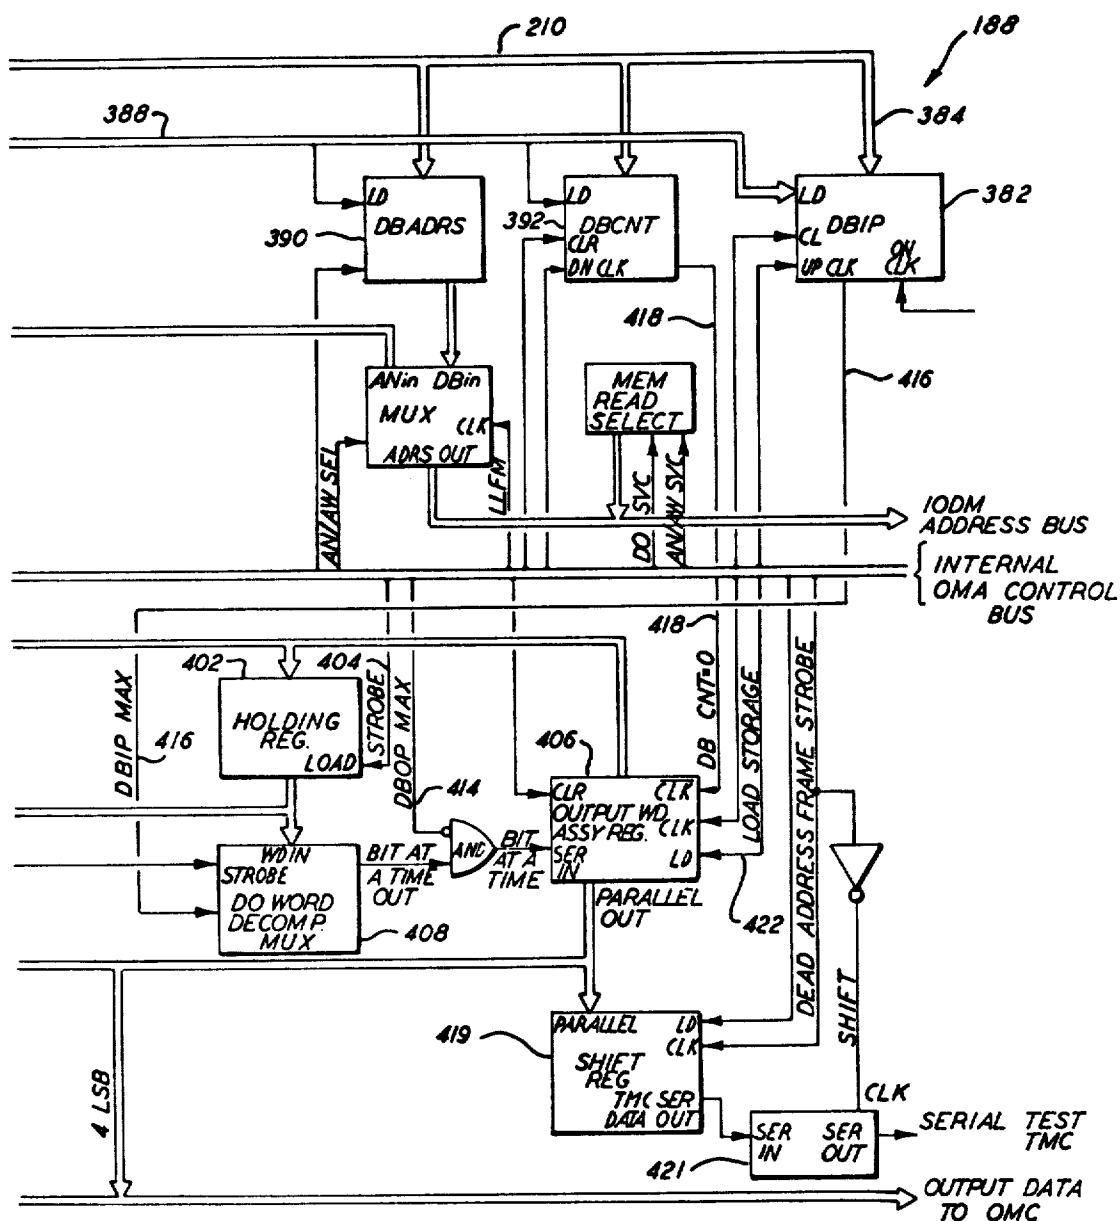 210
188
388
384
LD
DBADRS
390
LD
392
DBCNT
CLR
DN CLK
LD
CL
DBIP
UP CLK
DN
CLK
382
418
416
ANin DBin
MUX
CLK
ADRS OUT
MEM
READ
SELECT
AN/AW SEL
LLFM
DO SVC
AN/AW SVC
IODM
ADDRESS BUS
INTERNAL
OMA CONTROL
BUS
418
402
404
STROBE
DBOP MAX
DBIP MAX
416
HOLDING
REG.
LOAD
414
406
DB CNT=0
LOAD STORAGE
DEAD ADDRESS FRAME STROBE
CLR
CLK
OUTPUT WD
ASSY REG.
CLK
SER
IN
LD
AND
BIT
AT A
TIME
WD IN
STROBE
DO WORD
DECOMP.
MUX
BIT AT
A TIME
OUT
408
PARALLEL
OUT
422
SHIFT
4 LSB
419
PARALLEL
LD
CLK
SHIFT
REG
TMC SER
DATA OUT
CLK
SER
IN
SER
OUT
421
SERIAL TEST
TMC
OUTPUT DATA
TO OMC